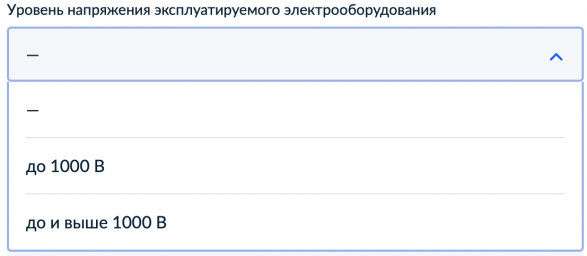 Уровень напряжения эксплуатируемого электрооборудования
—
—
до 1000 В
до и выше 1000 В